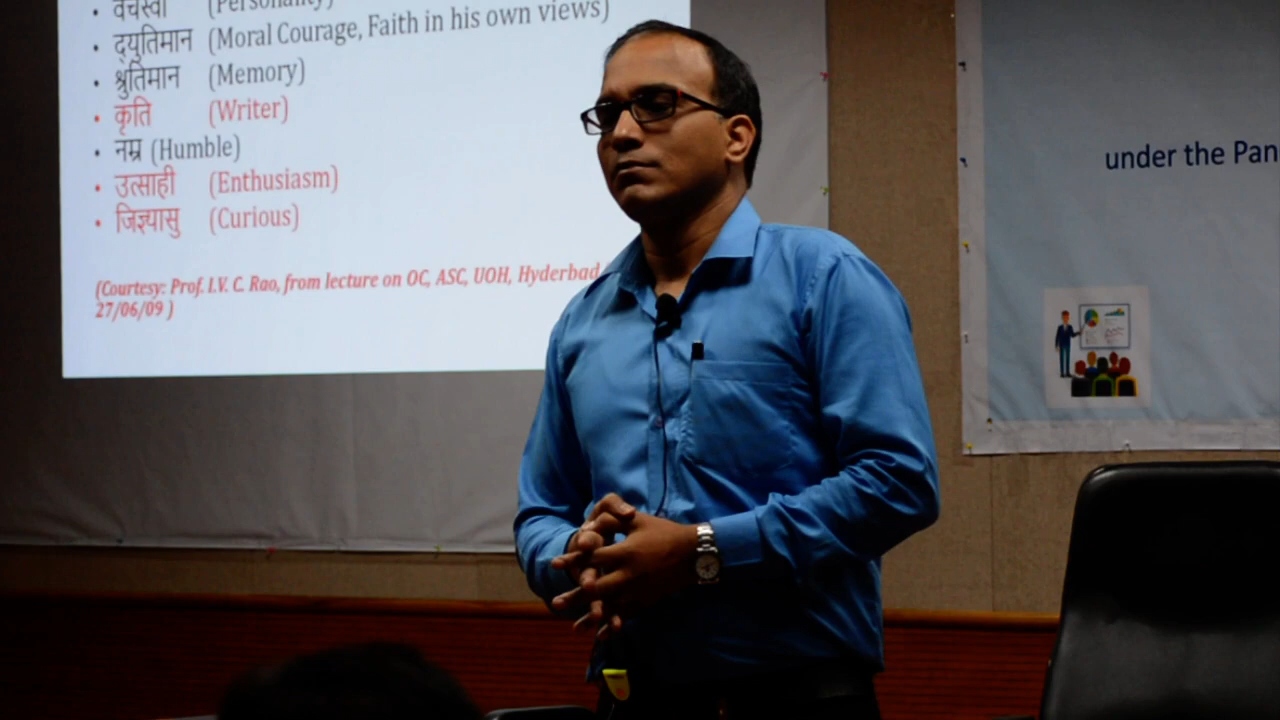 (Personality)
• द्युतिमान (Moral Courage, Faith in his own views)
• श्रुतिमान (Memory)
• कृति (Writer)
• नम्र (Humble)
• उत्साही (Enthusiasm)
• जिज्ञ्यासु (Curious)
(Courtesy: Prof. I.V. C. Rao, from lecture on OC, ASC, UOH, Hyderbad
27/06/09 )
under the Pan